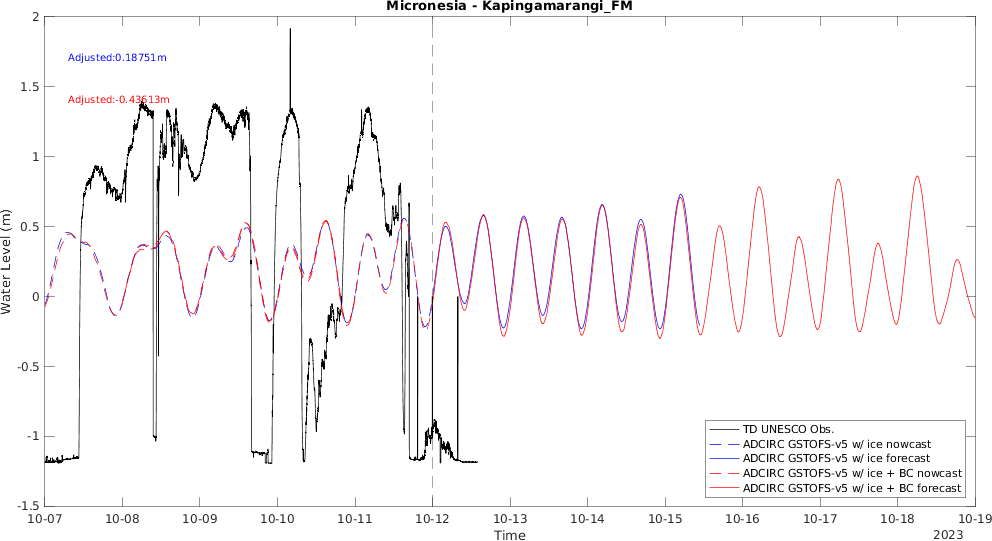 Micronesia - Kapingamarangi_FM
2
1.5
1
0.5
0
-0.5
-1
-1.5
Water Level (m)
Adjusted:0.18751m
Adjusted:-0.43613m
TD UNESCO Obs.
ADCIRC GSTOFS-v5 w/ ice nowcast
ADCIRC GSTOFS-v5 w/ ice forecast
ADCIRC GSTOFS-v5 w/ ice + BC nowcast
ADCIRC GSTOFS-v5 w/ ice + BC forecast
10-07 10-08 10-09 10-10 10-11 10-12 10-13 10-14 10-15 10-16 10-17 10-18 10-19
Time
2023